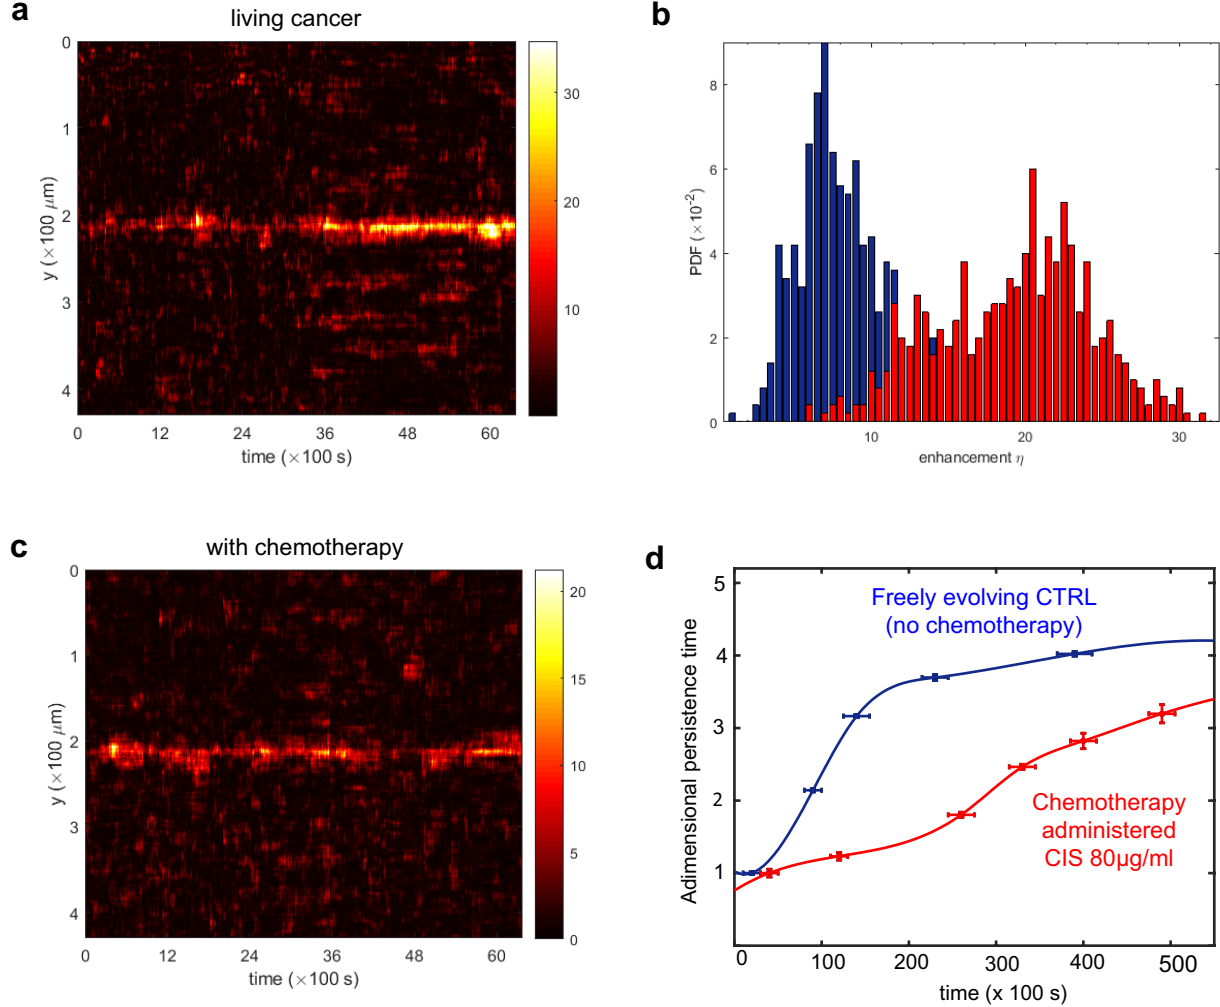 a
living cancer
0
1
2
3
4
y (×100 μm)
0 12 24 36 48 60
time (×100 s)
30
20
10
b
8
6
4
2
0
PDF (×10⁻²)
10 20 30
enhancement η
c
with chemotherapy
0
1
2
3
4
y (×100 μm)
0 12 24 36 48 60
time (×100 s)
20
15
10
5
0
d
5
4
3
2
1
Adimensional persistence time
Freely evolving CTRL
(no chemotherapy)
Chemotherapy
administered
CIS 80μg/ml
0 100 200 300 400 500
time (x 100 s)